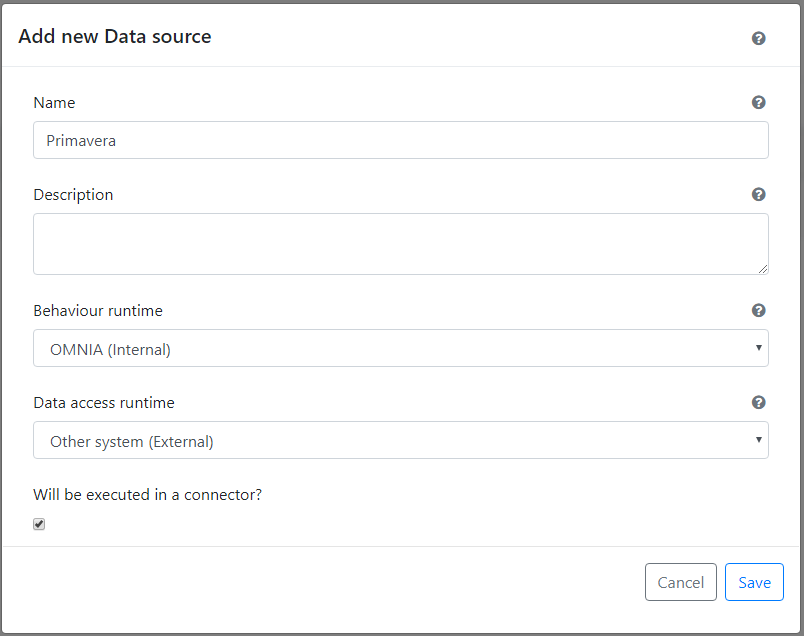 Add new Data source
Name
Primavera
Description
Behaviour runtime
OMNIA (Internal)
Data access runtime
Other system (External)
Will be executed in a connector?
Cancel Save